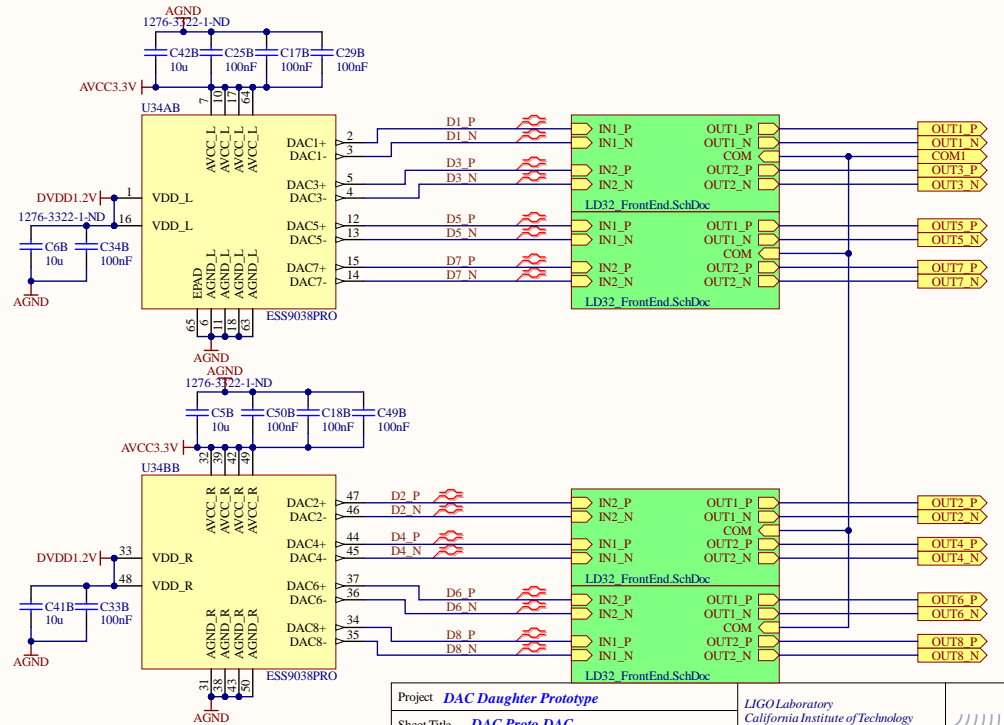 AGND
1276-3322-1-ND
C42B 10u
C25B 100nF
C17B 100nF
C29B 100nF
AVCC3.3V
7 10 17 64
U34AB
AVCC_L AVCC_L AVCC_L AVCC_L
DVDD1.2V
1 VDD_L
16 VDD_L
1276-3322-1-ND
C6B 10u
C34B 100nF
AGND
EPAD AGND_L AGND_L AGND_L AGND_L
65 6 11 18 63
ESS9038PRO
AGND
DAC1+ 2 D1_P IN1_P OUT1_P OUT1_P
DAC1- 3 D1_N IN1_N OUT1_N OUT1_N
COM COM1
DAC3+ 5 D3_P IN2_P OUT2_P OUT3_P
DAC3- 4 D3_N IN2_N OUT2_N OUT3_N
LD32_FrontEnd.SchDoc
DAC5+ 12 D5_P IN1_P OUT1_P OUT5_P
DAC5- 13 D5_N IN1_N OUT1_N OUT5_N
COM
DAC7+ 15 D7_P IN2_P OUT2_P OUT7_P
DAC7- 14 D7_N IN2_N OUT2_N OUT7_N
LD32_FrontEnd.SchDoc
AGND
1276-3322-1-ND
C5B 10u
C50B 100nF
C18B 100nF
C49B 100nF
AVCC3.3V
32 39 42 49
U34BB
AVCC_R AVCC_R AVCC_R AVCC_R
DVDD1.2V
33 VDD_R
48 VDD_R
C41B 10u
C33B 100nF
AGND
AGND_R AGND_R AGND_R AGND_R
31 38 43 50
ESS9038PRO
AGND
DAC2+ 47 D2_P IN2_P OUT1_P OUT2_P
DAC2- 46 D2_N IN2_N OUT1_N OUT2_N
COM
DAC4+ 44 D4_P IN1_P OUT2_P OUT4_P
DAC4- 45 D4_N IN1_N OUT2_N OUT4_N
LD32_FrontEnd.SchDoc
DAC6+ 37 D6_P IN2_P OUT1_P OUT6_P
DAC6- 36 D6_N IN2_N OUT1_N OUT6_N
COM
DAC8+ 34 D8_P IN1_P OUT2_P OUT8_P
DAC8- 35 D8_N IN1_N OUT2_N OUT8_N
LD32_FrontEnd.SchDoc
Project DAC Daughter Prototype
Sheet Title DAC Proto DAC
LIGO Laboratory
California Institute of Technology